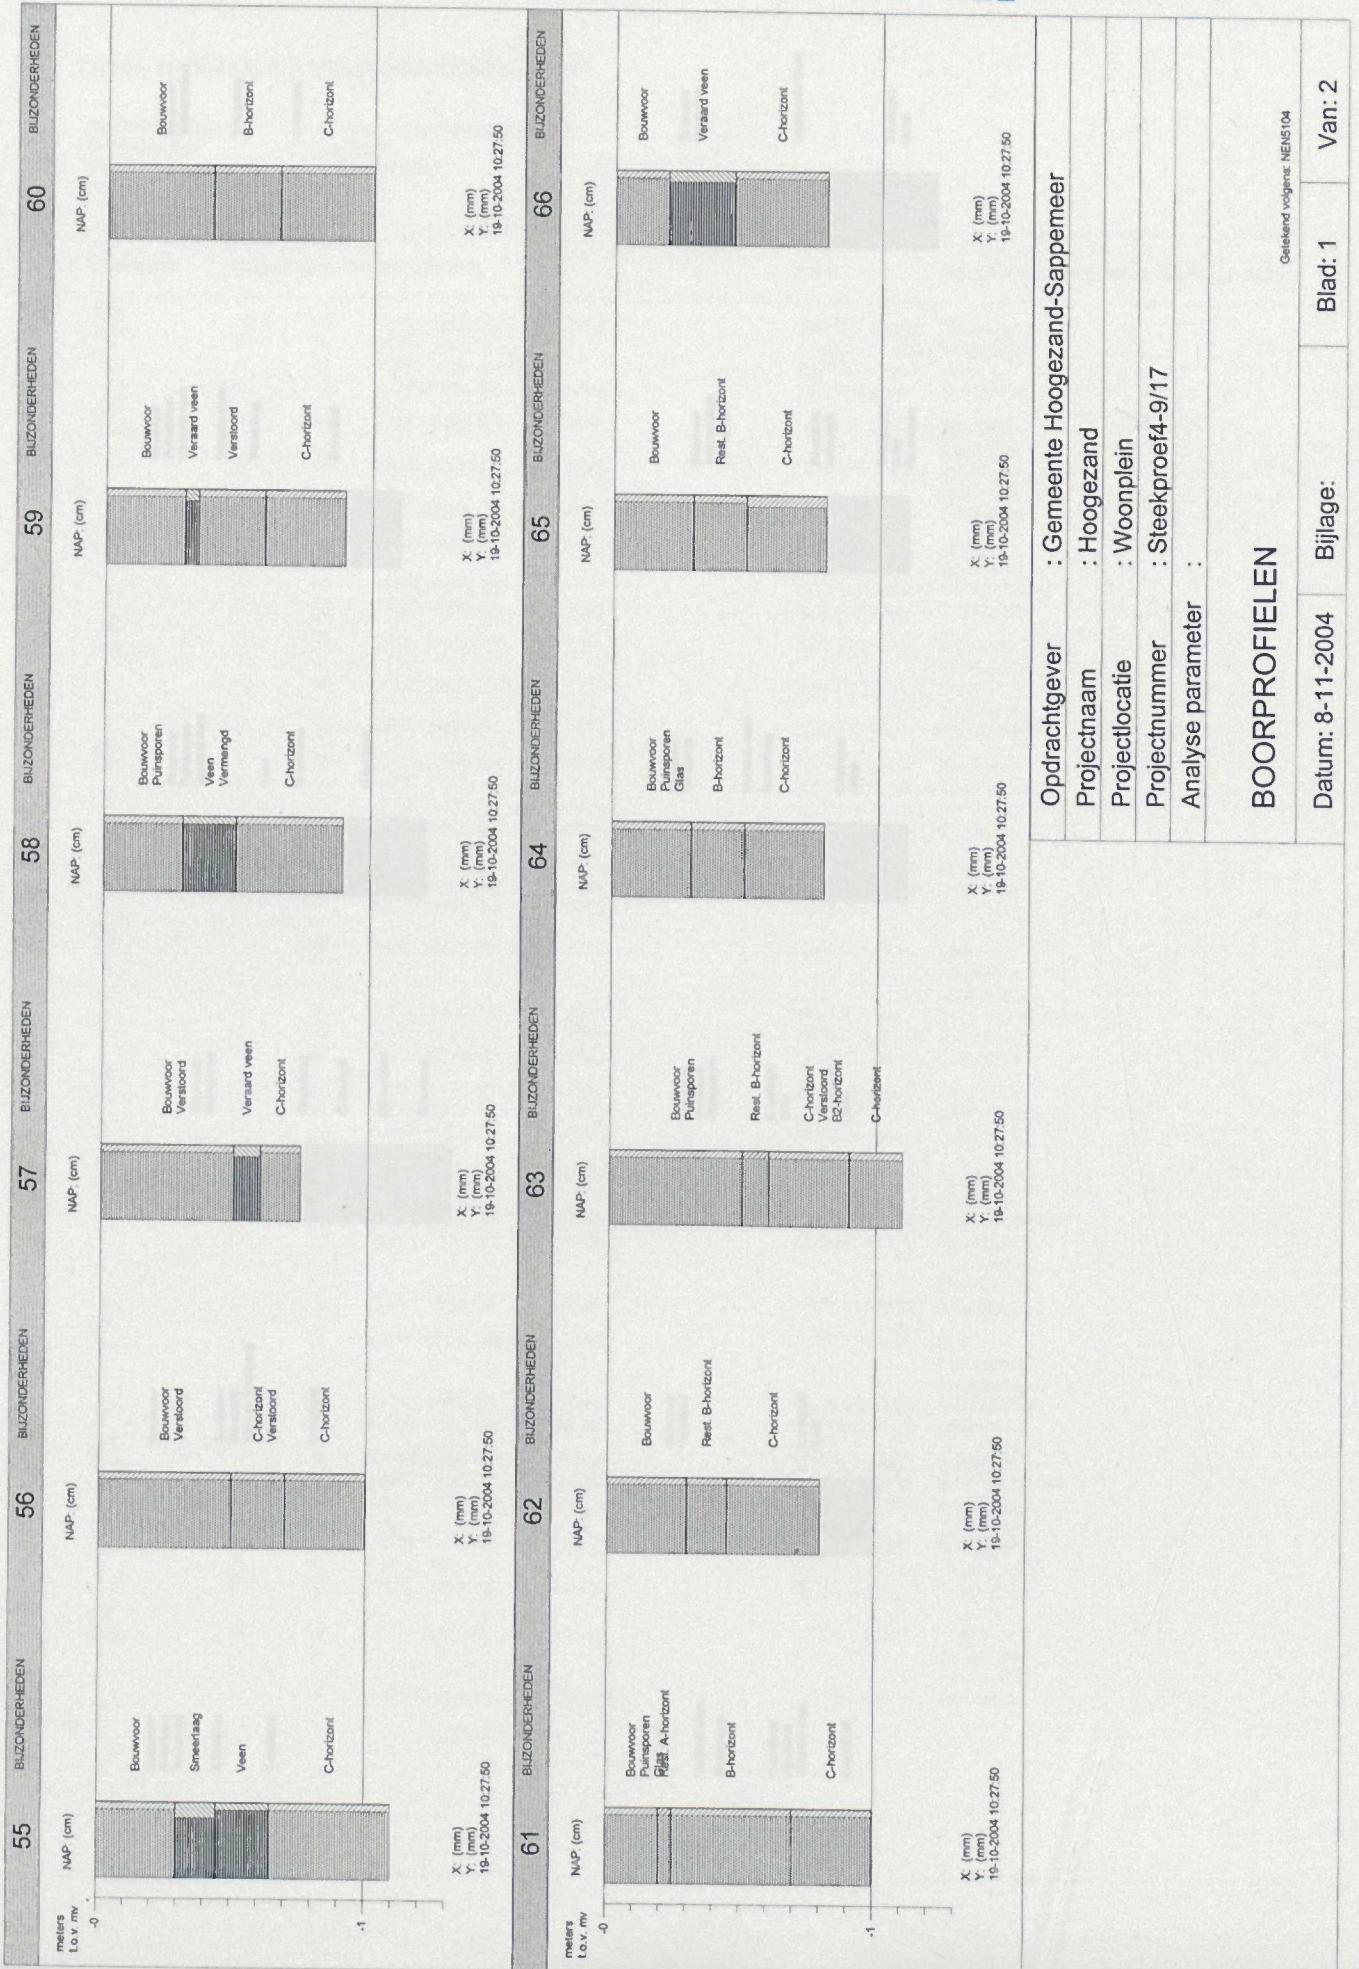 55 BIJZONDERHEDEN
56 BIJZONDERHEDEN
57 BIJZONDERHEDEN
58 BIJZONDERHEDEN
59 BIJZONDERHEDEN
60 BIJZONDERHEDEN
meters
t.o.v. mv
-0
-1
NAP: (cm)
Bouwvoor
Smeerlaag
Veen
C-horizont
X: (mm)
Y: (mm)
19-10-2004 10:27:50
NAP: (cm)
Bouwvoor
Verstoord
C-horizont
Verstoord
C-horizont
X: (mm)
Y: (mm)
19-10-2004 10:27:50
NAP: (cm)
Bouwvoor
Verstoord
Veraard veen
C-horizont
X: (mm)
Y: (mm)
19-10-2004 10:27:50
NAP: (cm)
Bouwvoor
Puinsporen
Veen
Vermengd
C-horizont
X: (mm)
Y: (mm)
19-10-2004 10:27:50
NAP: (cm)
Bouwvoor
Veraard veen
Verstoord
C-horizont
X: (mm)
Y: (mm)
19-10-2004 10:27:50
NAP: (cm)
Bouwvoor
B-horizont
C-horizont
X: (mm)
Y: (mm)
19-10-2004 10:27:50
61 BIJZONDERHEDEN
62 BIJZONDERHEDEN
63 BIJZONDERHEDEN
64 BIJZONDERHEDEN
65 BIJZONDERHEDEN
66 BIJZONDERHEDEN
meters
t.o.v. mv
-0
-1
NAP: (cm)
Bouwvoor
Puinsporen
Glas
Rest. A-horizont
B-horizont
C-horizont
X: (mm)
Y: (mm)
19-10-2004 10:27:50
NAP: (cm)
Bouwvoor
Rest. B-horizont
C-horizont
X: (mm)
Y: (mm)
19-10-2004 10:27:50
NAP: (cm)
Bouwvoor
Puinsporen
Rest. B-horizont
C-horizont
Verstoord
B2-horizont
C-horizont
X: (mm)
Y: (mm)
19-10-2004 10:27:50
NAP: (cm)
Bouwvoor
Puinsporen
Glas
B-horizont
C-horizont
X: (mm)
Y: (mm)
19-10-2004 10:27:50
NAP: (cm)
Bouwvoor
Rest. B-horizont
C-horizont
X: (mm)
Y: (mm)
19-10-2004 10:27:50
NAP: (cm)
Bouwvoor
Veraard veen
C-horizont
X: (mm)
Y: (mm)
19-10-2004 10:27:50
Opdrachtgever : Gemeente Hoogezand-Sappemeer
Projectnaam : Hoogezand
Projectlocatie : Woonplein
Projectnummer : Steekproef4-9/17
Analyse parameter :
BOORPROFIELEN
Getekend volgens: NEN5104
Datum: 8-11-2004 Bijlage: Blad: 1 Van: 2